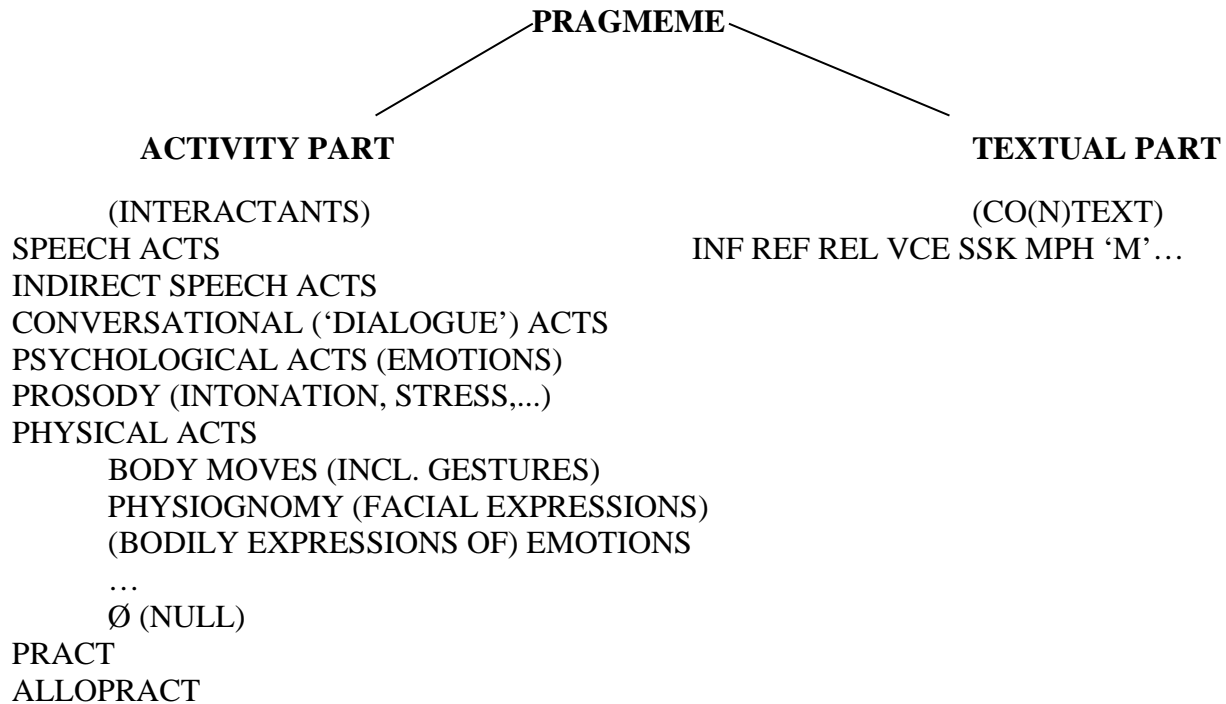 PRAGMEME
ACTIVITY PART TEXTUAL PART
(INTERACTANTS) (CO(N)TEXT)
SPEECH ACTS INF REF REL VCE SSK MPH ‘M’…
INDIRECT SPEECH ACTS
CONVERSATIONAL (‘DIALOGUE’) ACTS
PSYCHOLOGICAL ACTS (EMOTIONS)
PROSODY (INTONATION, STRESS,...)
PHYSICAL ACTS
BODY MOVES (INCL. GESTURES)
PHYSIOGNOMY (FACIAL EXPRESSIONS)
(BODILY EXPRESSIONS OF) EMOTIONS
…
Ø (NULL)
PRACT
ALLOPRACT